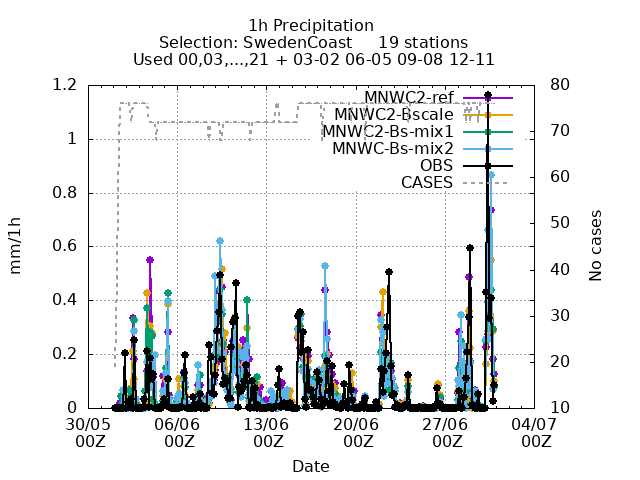 1h Precipitation
Selection: SwedenCoast 19 stations
Used 00,03,...,21 + 03-02 06-05 09-08 12-11
mm/1h
1.2
1
0.8
0.6
0.4
0.2
0
MNWC2-ref
MNWC2-Bscale
MNWC2-Bs-mix1
MNWC-Bs-mix2
OBS
CASES
80
70
60
50
40
30
20
10
No cases
30/05 06/06 13/06 20/06 27/06 04/07
00Z 00Z 00Z 00Z 00Z 00Z
Date